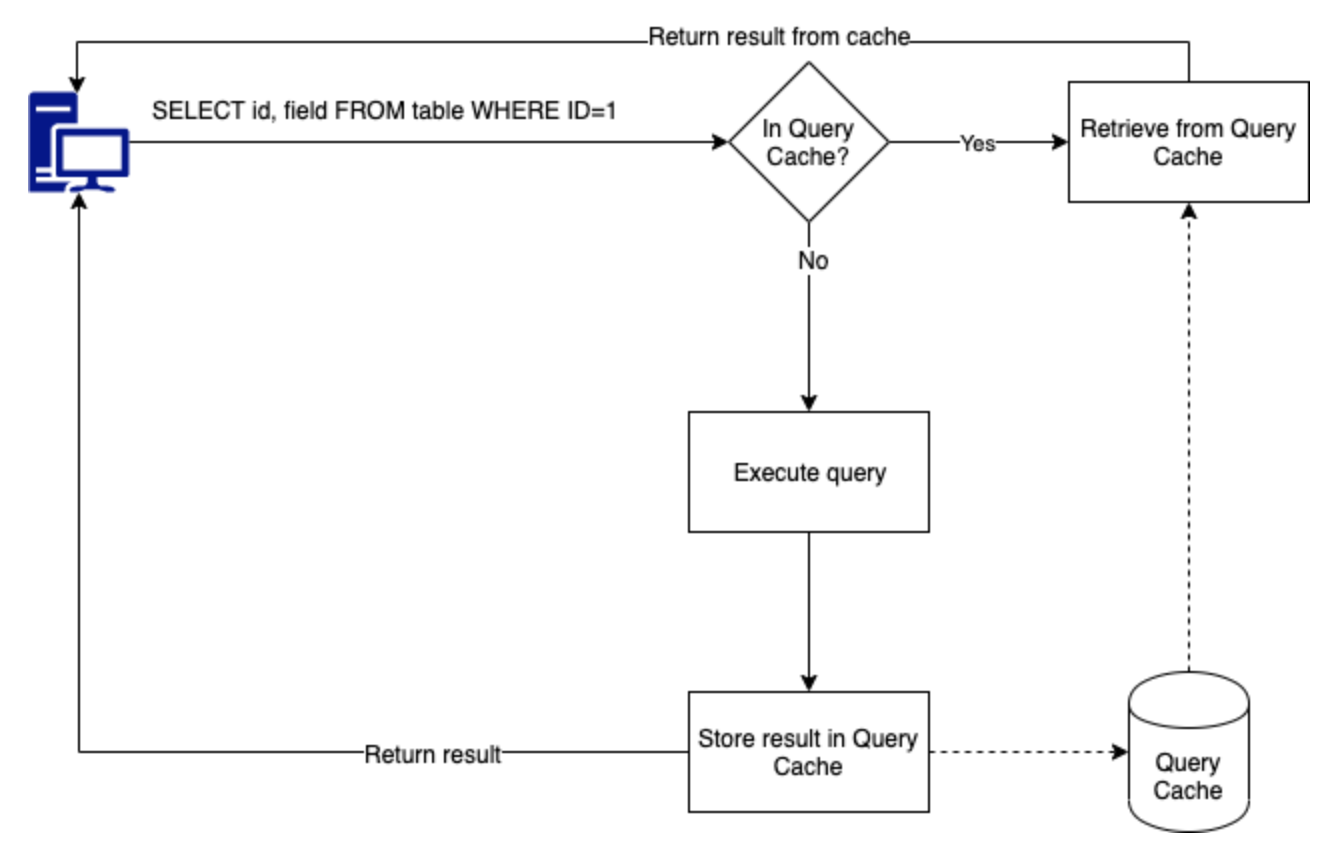 Return result from cache
SELECT id, field FROM table WHERE ID=1
In Query
Cache?
Yes
Retrieve from Query
Cache
No
Execute query
Store result in Query
Cache
Return result
Query
Cache